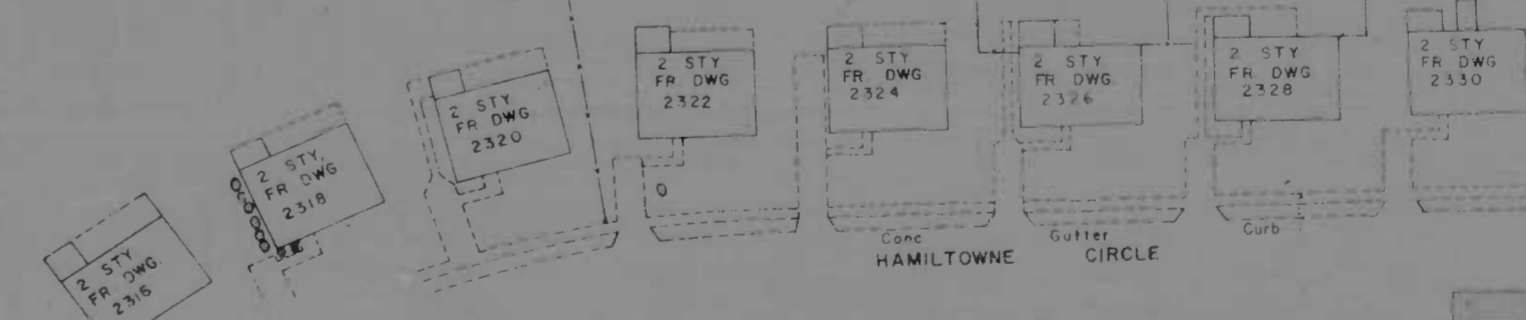 2 STY
FR DWG.
2316
2 STY,
FR DWG
2318
2 STY
FR DWG
2320
2 STY
FR DWG
2322
2 STY
FR DWG
2324
2 STY
FR DWG
2326
2 STY
FR DWG
2328
2 STY
FR DWG
2330
Conc Gutter Curb
HAMILTOWNE CIRCLE